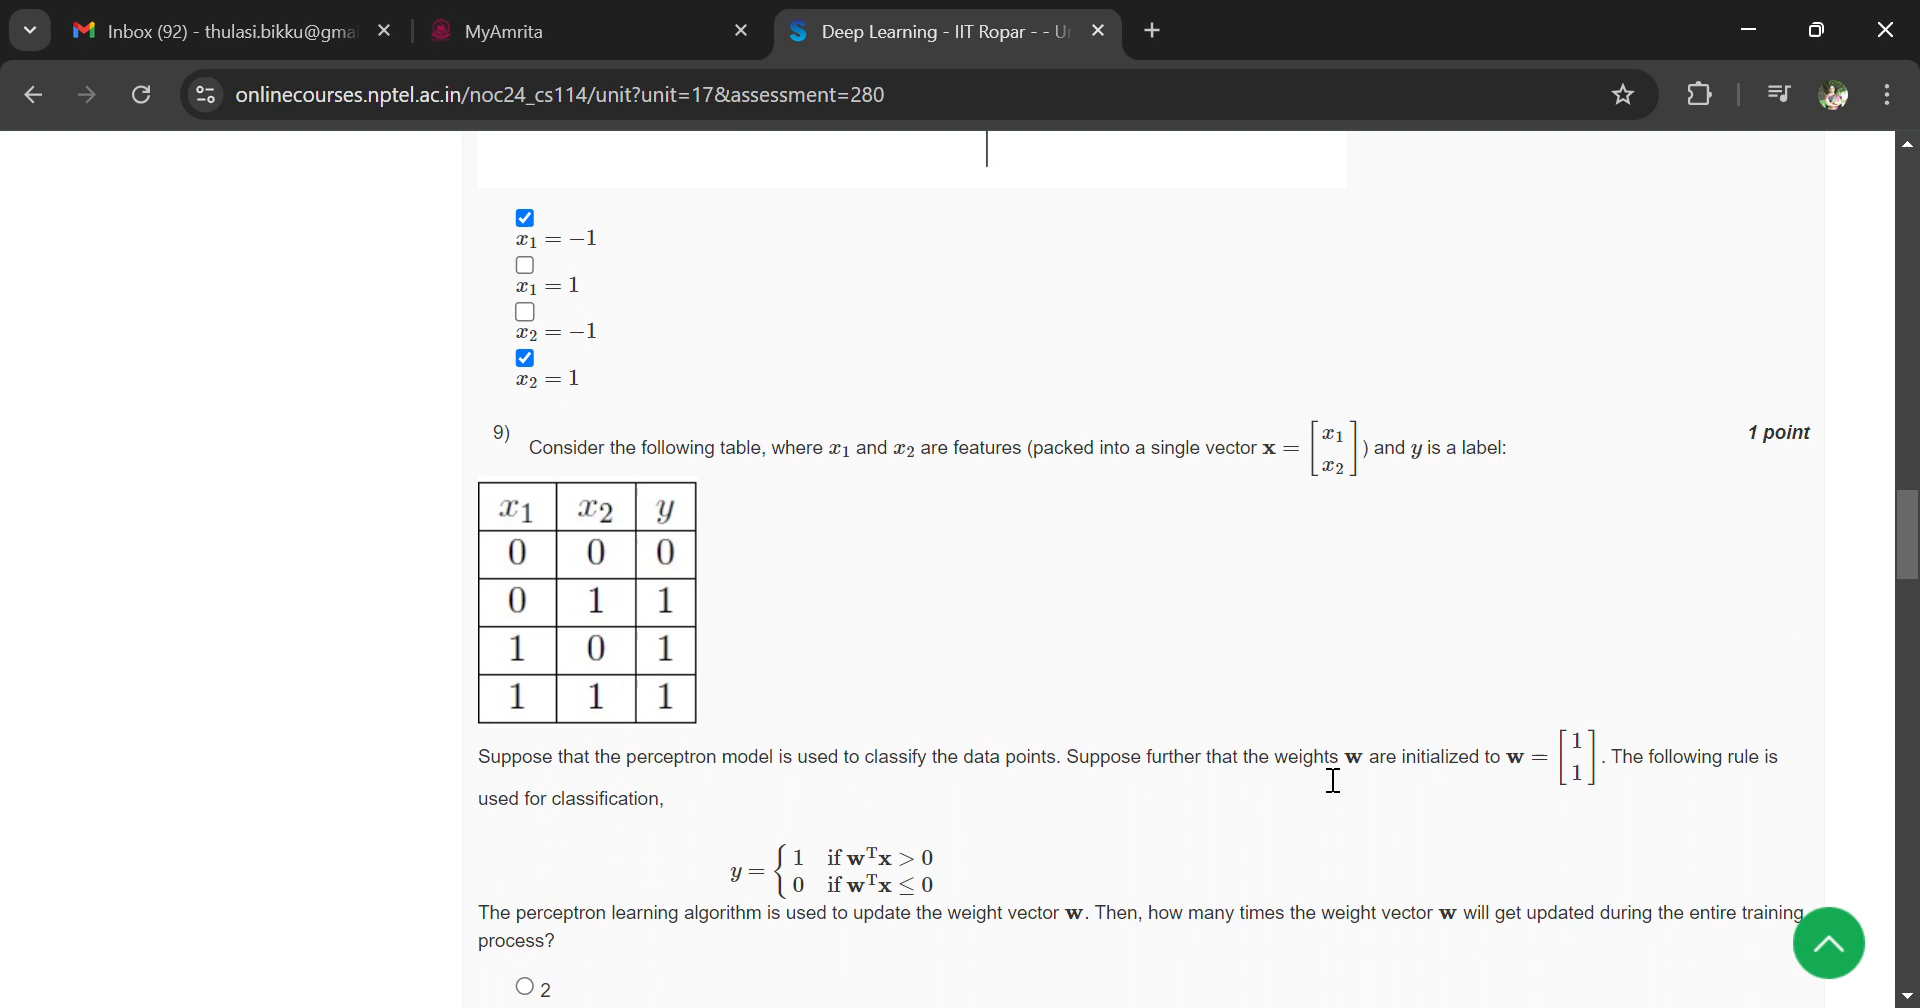 Inbox (92) - thulasi.bikku@gma
MyAmrita
Deep Learning - IIT Ropar - - U
onlinecourses.nptel.ac.in/noc24_cs114/unit?unit=17&assessment=280
x₁ = −1
x₁ = 1
x₂ = −1
x₂ = 1
9) Consider the following table, where x₁ and x₂ are features (packed into a single vector x = [x₁ x₂]) and y is a label: 1 point
x₁ x₂ y
0 0 0
0 1 1
1 0 1
1 1 1
Suppose that the perceptron model is used to classify the data points. Suppose further that the weights w are initialized to w = [1 1]. The following rule is
used for classification,
y = { 1 if wᵀx > 0
0 if wᵀx ≤ 0
The perceptron learning algorithm is used to update the weight vector w. Then, how many times the weight vector w will get updated during the entire training
process?
2